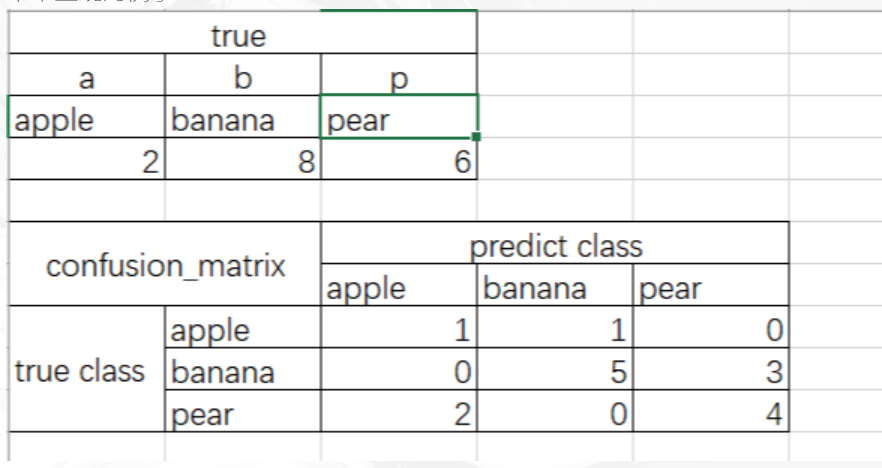 true
a b p
apple banana pear
2 8 6
confusion_matrix predict class
apple banana pear
true class apple 1 1 0
banana 0 5 3
pear 2 0 4